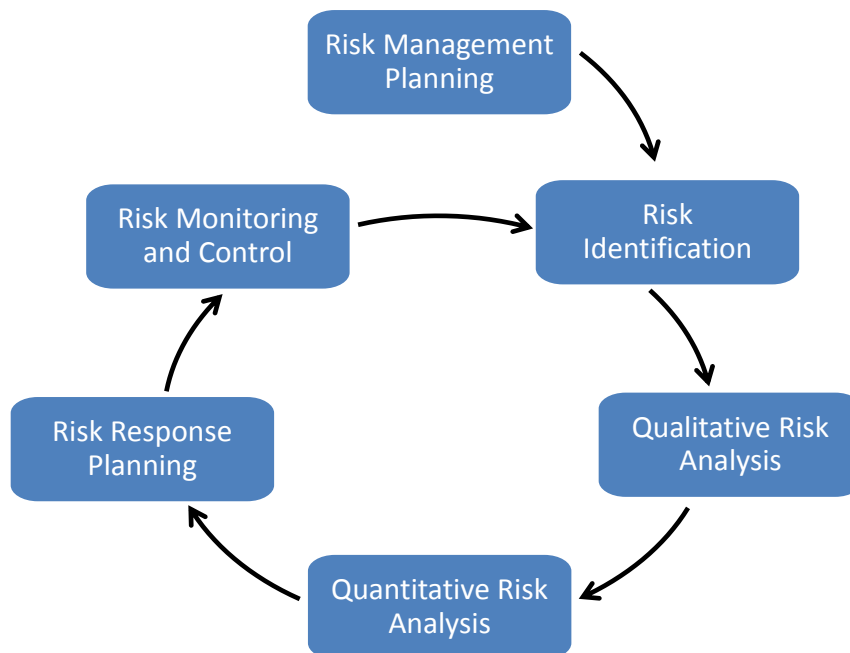 Risk Management
Planning
Risk
Identification
Qualitative Risk
Analysis
Quantitative Risk
Analysis
Risk Response
Planning
Risk Monitoring
and Control